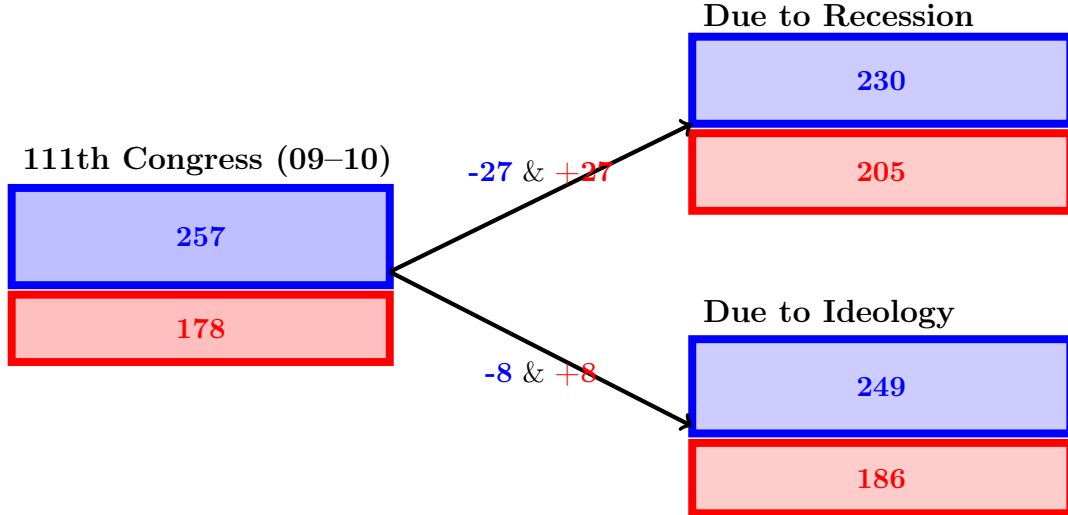 111th Congress (09–10)
257
178
-27 & +27
-8 & +8
Due to Recession
230
205
Due to Ideology
249
186